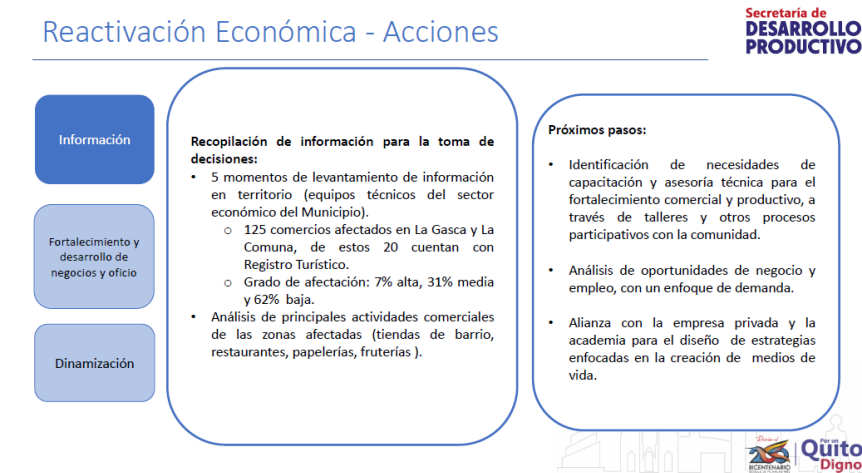 Reactivación Económica - Acciones
Secretaría de
DESARROLLO
PRODUCTIVO
Información
Fortalecimiento y
desarrollo de
negocios y oficio
Dinamización
Recopilación de información para la toma de
decisiones:
• 5 momentos de levantamiento de información
en territorio (equipos técnicos del sector
económico del Municipio).
o 125 comercios afectados en La Gasca y La
Comuna, de estos 20 cuentan con
Registro Turístico.
o Grado de afectación: 7% alta, 31% media
y 62% baja.
• Análisis de principales actividades comerciales
de las zonas afectadas (tiendas de barrio,
restaurantes, papelerías, fruterías ).
Próximos pasos:
• Identificación de necesidades de
capacitación y asesoría técnica para el
fortalecimiento comercial y productivo, a
través de talleres y otros procesos
participativos con la comunidad.
• Análisis de oportunidades de negocio y
empleo, con un enfoque de demanda.
• Alianza con la empresa privada y la
academia para el diseño de estrategias
enfocadas en la creación de medios de
vida.
BICENTENARIO
Por un
Quito
Digno